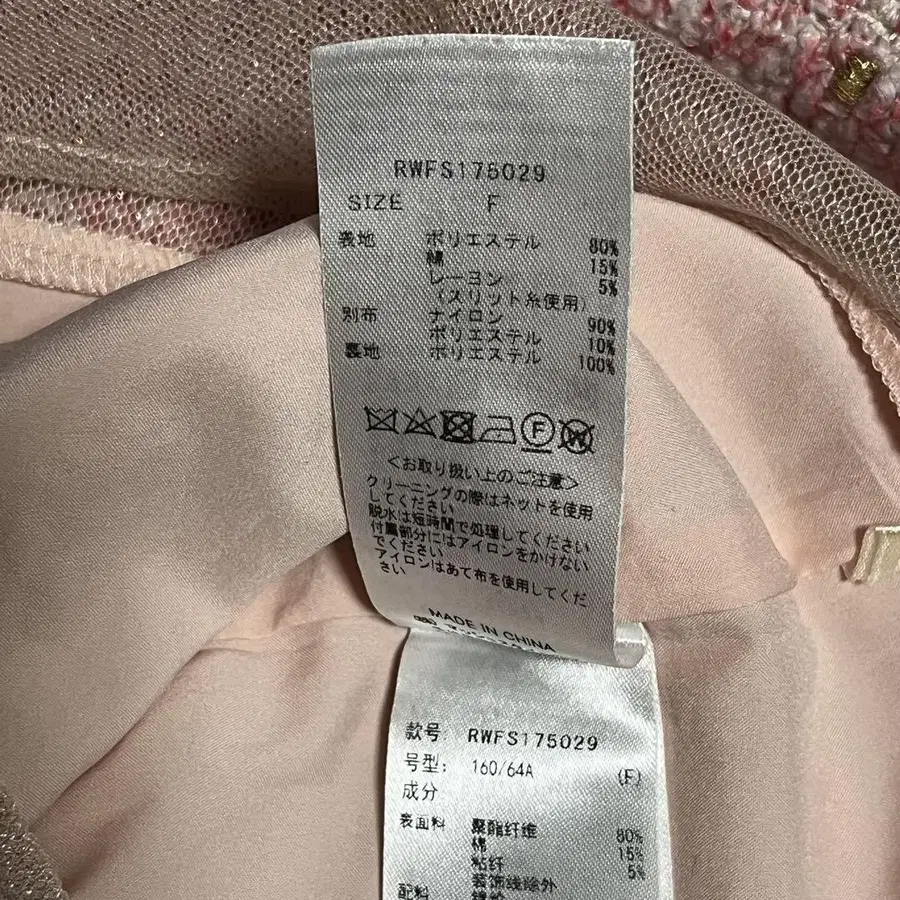 RWFS175029
SIZE F
表地 ポリエステル 80%
綿 15%
レーヨン 5%
(スリット糸使用)
別布 ナイロン 90%
ポリエステル 10%
裏地 ポリエステル 100%
F W
<お取り扱い上のご注意>
クリーニングの際はネットを使用
してください
脱水は短時間で処理してください
付属部分にはアイロンをかけない
でください
アイロンはあて布を使用してくだ
さい
MADE IN CHINA
款号 RWFS175029
号型: 160/64A (F)
成分
表面料 聚酯纤维 80%
棉 15%
粘纤 5%
装饰线除外
配料